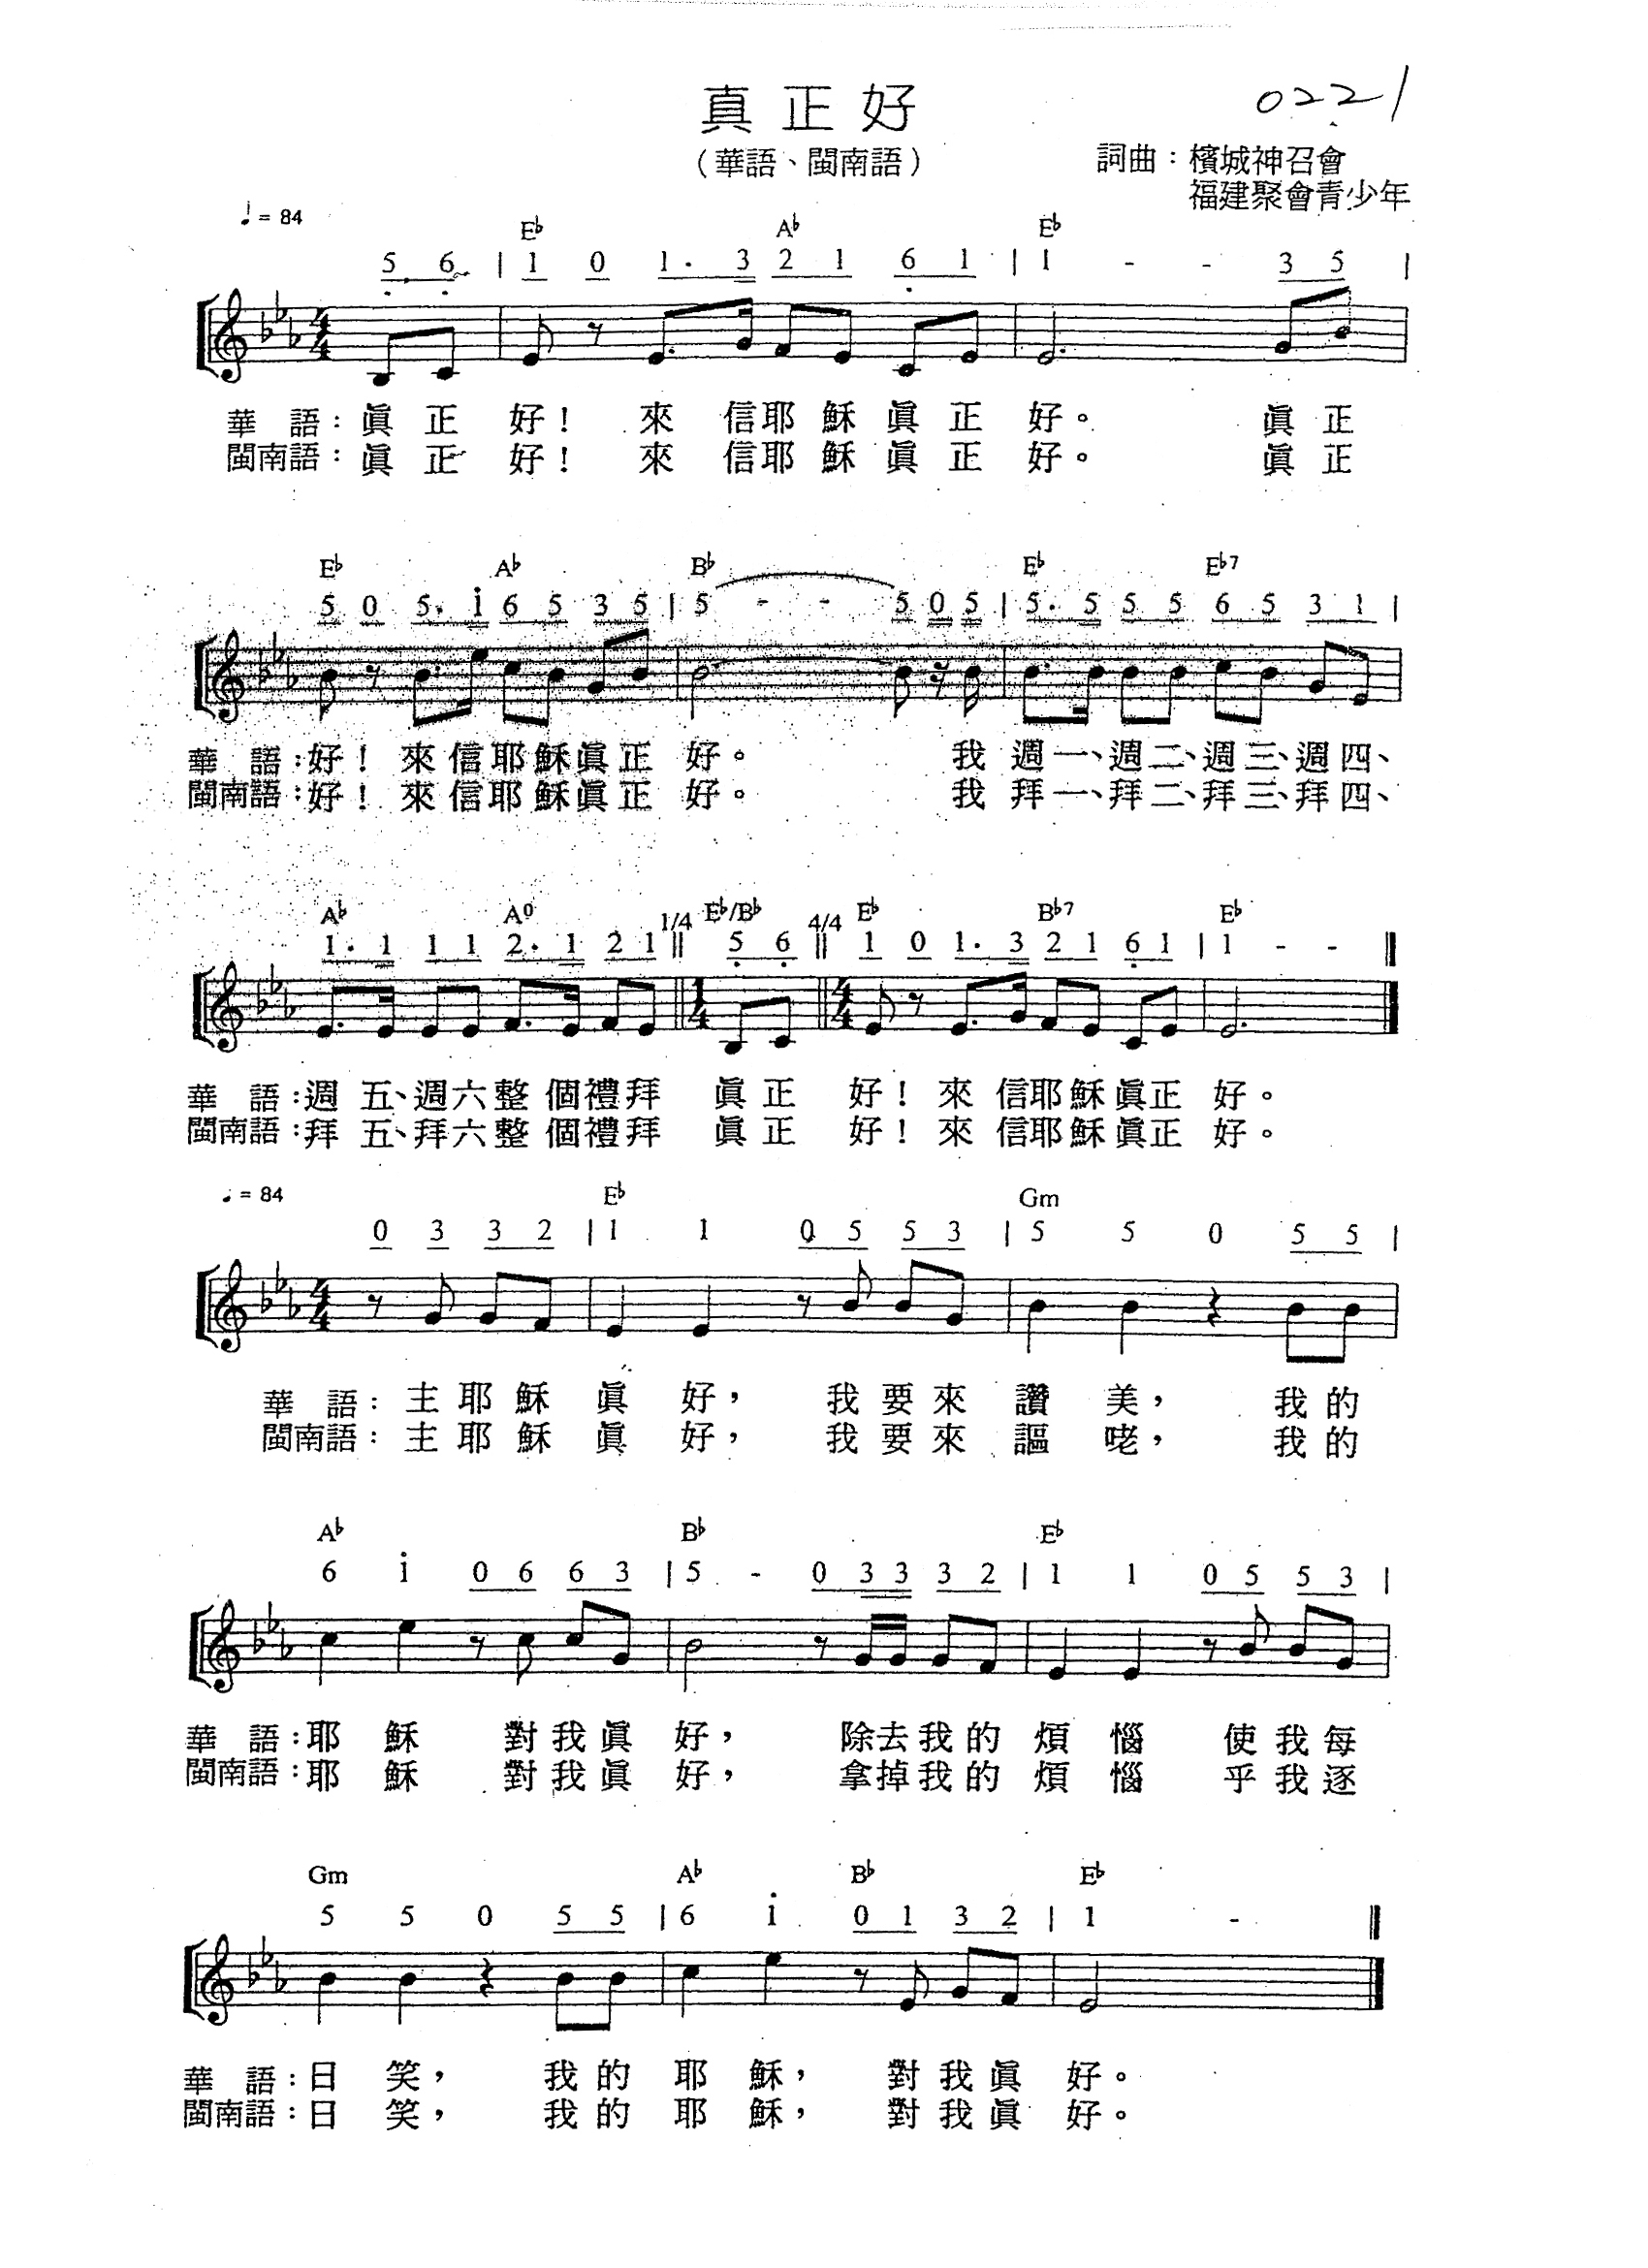 真正好
0221
(華語、閩南語)
詞曲：檳城神召會
福建聚會青少年
♩= 84
E♭ A♭ E♭
5̣ 6̣ | 1 0 1. 3 2 1 6̣ 1 | 1 - - 3 5 |
4/4
華語：眞正好！來信耶穌眞正好。眞正
閩南語：眞正好！來信耶穌眞正好。眞正
E♭ A♭ B♭ E♭ E♭7
5 0 5. i 6 5 3 5 | 5 - - 5 0 5 | 5. 5 5 5 6 5 3 1 |
華語：好！來信耶穌眞正好。我週一、週二、週三、週四、
閩南語：好！來信耶穌眞正好。我拜一、拜二、拜三、拜四、
A♭ A⁰ 1/4 E♭/B♭ 4/4 E♭ B♭7 E♭
1. 1 1 1 2. 1 2 1 || 5̣ 6̣ || 1 0 1. 3 2 1 6̣ 1 | 1 - - ||
1/4 4/4
華語：週五、週六整個禮拜眞正好！來信耶穌眞正好。
閩南語：拜五、拜六整個禮拜眞正好！來信耶穌眞正好。
♩= 84
E♭ Gm
0 3 3 2 | 1 1 0 5 5 3 | 5 5 0 5 5 |
4/4
華語：主耶穌眞好，我要來讚美，我的
閩南語：主耶穌眞好，我要來謳咾，我的
A♭ B♭ E♭
6 i 0 6 6 3 | 5 - 0 3 3 3 2 | 1 1 0 5 5 3 |
華語：耶穌對我眞好，除去我的煩惱使我每
閩南語：耶穌對我眞好，拿掉我的煩惱乎我逐
Gm A♭ B♭ E♭
5 5 0 5 5 | 6 i 0 1 3 2 | 1 - ||
華語：日笑，我的耶穌，對我眞好。
閩南語：日笑，我的耶穌，對我眞好。